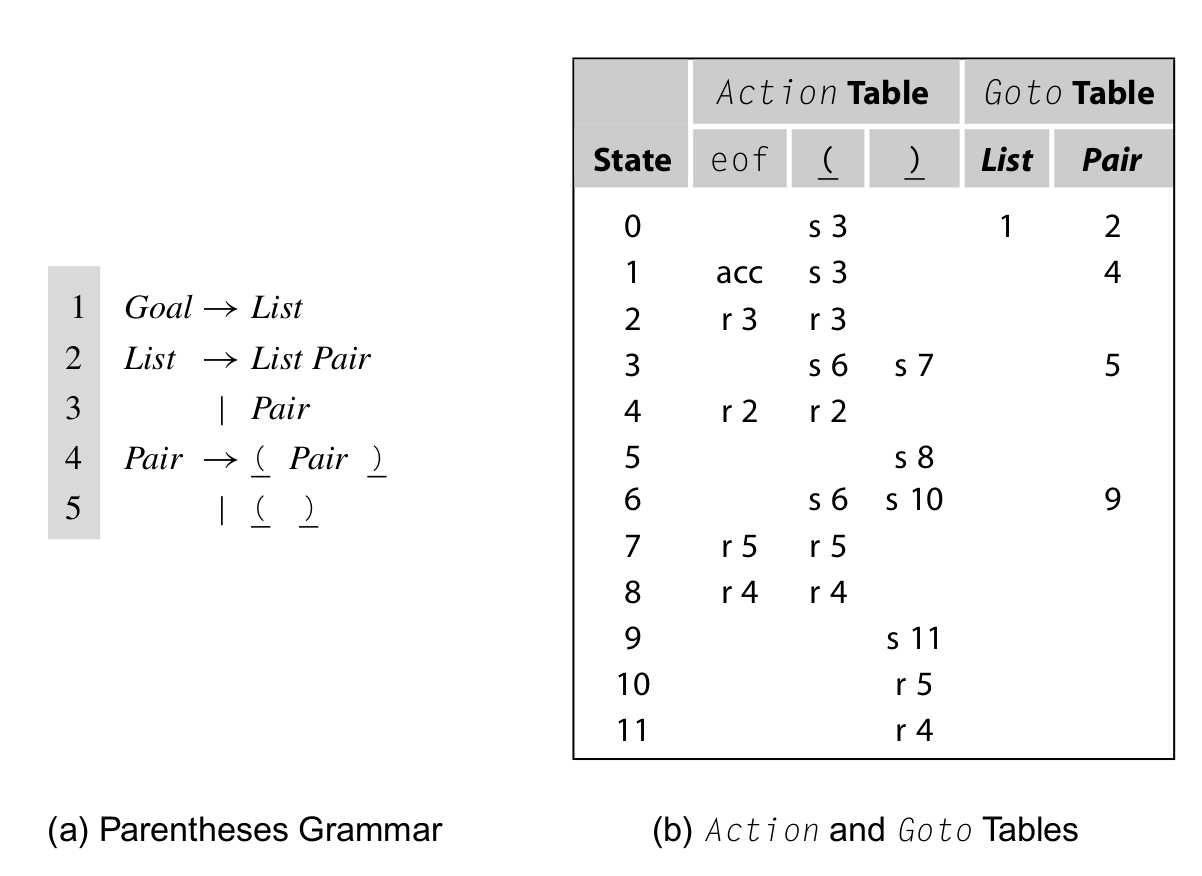 1 Goal → List
2 List → List Pair
3 | Pair
4 Pair → ( Pair )
5 | ( )
(a) Parentheses Grammar
Action Table Goto Table
State eof ( ) List Pair
0 s 3 1 2
1 acc s 3 4
2 r 3 r 3
3 s 6 s 7 5
4 r 2 r 2
5 s 8
6 s 6 s 10 9
7 r 5 r 5
8 r 4 r 4
9 s 11
10 r 5
11 r 4
(b) Action and Goto Tables